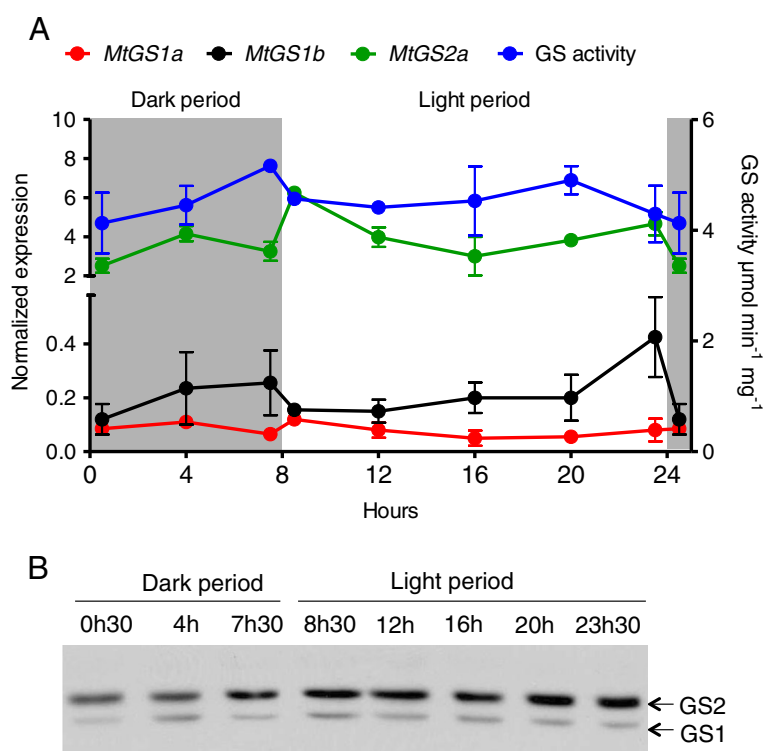 A
MtGS1a MtGS1b MtGS2a GS activity
Dark period Light period
10
8
6
4
2
0.4
0.2
0.0
Normalized expression
6
4
2
0
GS activity µmol min⁻¹ mg⁻¹
0 4 8 12 16 20 24
Hours
B
Dark period Light period
0h30 4h 7h30 8h30 12h 16h 20h 23h30
GS2
GS1